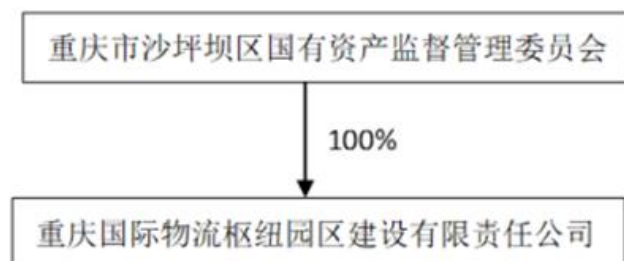 重庆市沙坪坝区国有资产监督管理委员会
100%
重庆国际物流枢纽园区建设有限责任公司